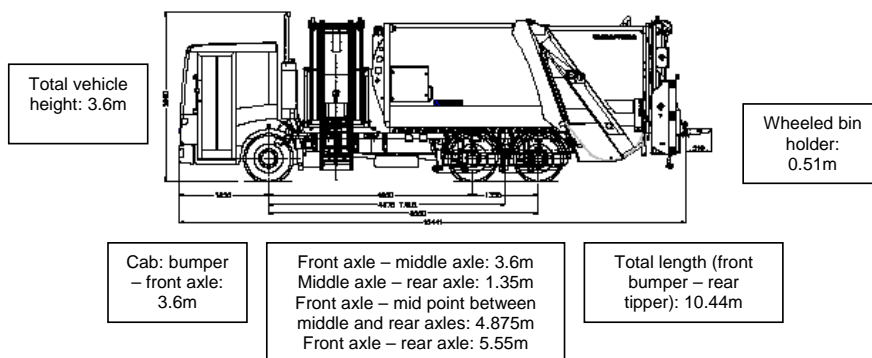 Total vehicle
height: 3.6m
Wheeled bin
holder:
0.51m
4875
10441
Cab: bumper
– front axle:
3.6m
Front axle – middle axle: 3.6m
Middle axle – rear axle: 1.35m
Front axle – mid point between
middle and rear axles: 4.875m
Front axle – rear axle: 5.55m
Total length (front
bumper – rear
tipper): 10.44m